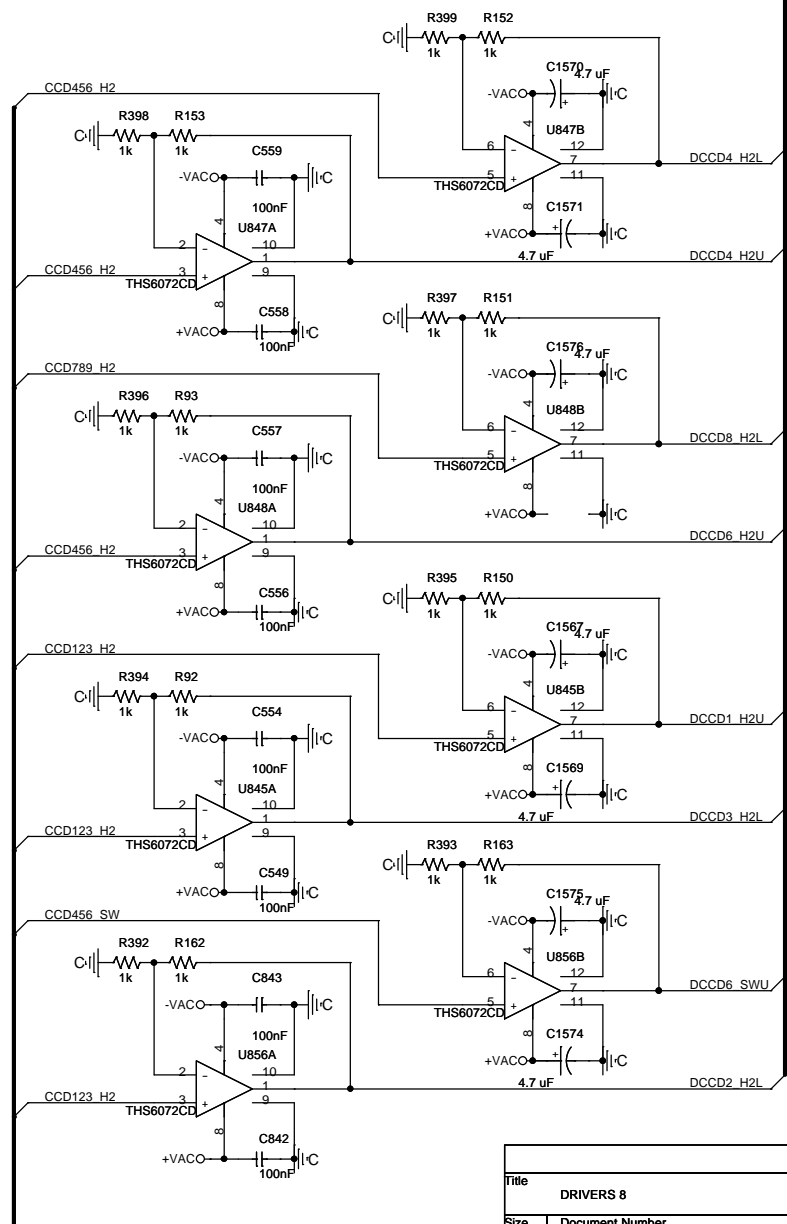 R399 R152
C
1k 1k
C1570
4.7 uF
CCD456_H2
-VAC
C
R398 R153
4
U847B
C
12
1k 1k
C559
6
7
DCCD4_H2L
-VAC
C
5
11
THS6072CD
100nF
4
U847A
8
C1571
10
+VAC
C
2
1
4.7 uF
DCCD4_H2U
CCD456_H2
3
9
THS6072CD
R397 R151
8
C558
C
+VAC
C
1k 1k
100nF
C1576
4.7 uF
CCD789_H2
-VAC
C
R396 R93
4
U848B
C
12
1k 1k
C557
6
7
DCCD8_H2L
-VAC
C
5
11
THS6072CD
100nF
4
U848A
8
10
+VAC
C
2
1
DCCD6_H2U
CCD456_H2
3
9
THS6072CD
R395 R150
8
C556
C
+VAC
C
1k 1k
100nF
C1567
4.7 uF
CCD123_H2
-VAC
C
R394 R92
4
U845B
C
12
1k 1k
C554
6
7
DCCD1_H2U
-VAC
C
5
11
THS6072CD
100nF
4
U845A
8
C1569
10
+VAC
C
2
1
4.7 uF
DCCD3_H2L
CCD123_H2
3
9
THS6072CD
R393 R163
8
C549
C
+VAC
C
1k 1k
100nF
C1575
4.7 uF
CCD456_SW
-VAC
C
R392 R162
4
U856B
C
12
1k 1k
C843
6
7
DCCD6_SWU
-VAC
C
5
11
THS6072CD
100nF
4
U856A
8
C1574
10
+VAC
C
2
1
4.7 uF
DCCD2_H2L
CCD123_H2
3
9
THS6072CD
8
C842
+VAC
C
100nF
Title
DRIVERS 8
Size Document Number